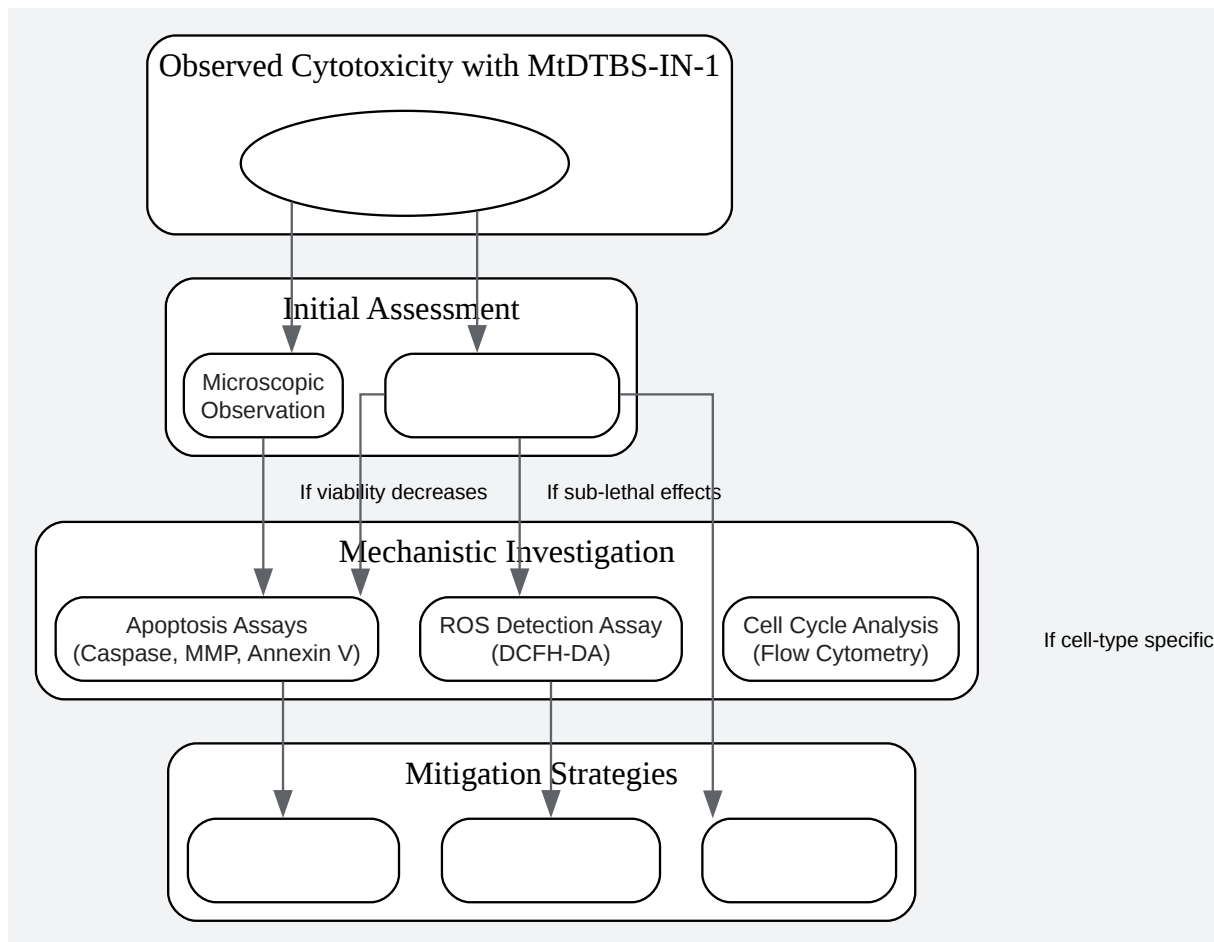 Observed Cytotoxicity with MtDTBS-IN-1
Initial Assessment
Microscopic
Observation
If viability decreases
If sub-lethal effects
Mechanistic Investigation
Apoptosis Assays
(Caspase, MMP, Annexin V)
ROS Detection Assay
(DCFH-DA)
Cell Cycle Analysis
(Flow Cytometry)
If cell-type specific
Mitigation Strategies